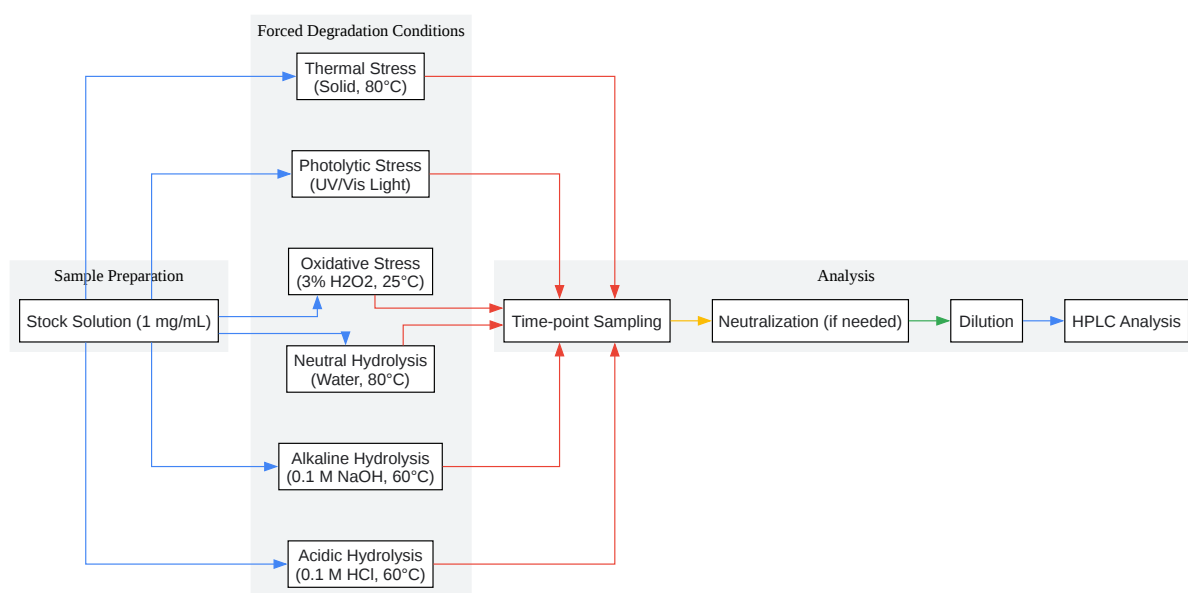 Forced Degradation Conditions
Thermal Stress
(Solid, 80°C)
Photolytic Stress
(UV/Vis Light)
Oxidative Stress
(3% H2O2, 25°C)
Sample Preparation
Stock Solution (1 mg/mL)
Neutral Hydrolysis
(Water, 80°C)
Alkaline Hydrolysis
(0.1 M NaOH, 60°C)
Acidic Hydrolysis
(0.1 M HCl, 60°C)
Analysis
Time-point Sampling
Neutralization (if needed)
Dilution
HPLC Analysis